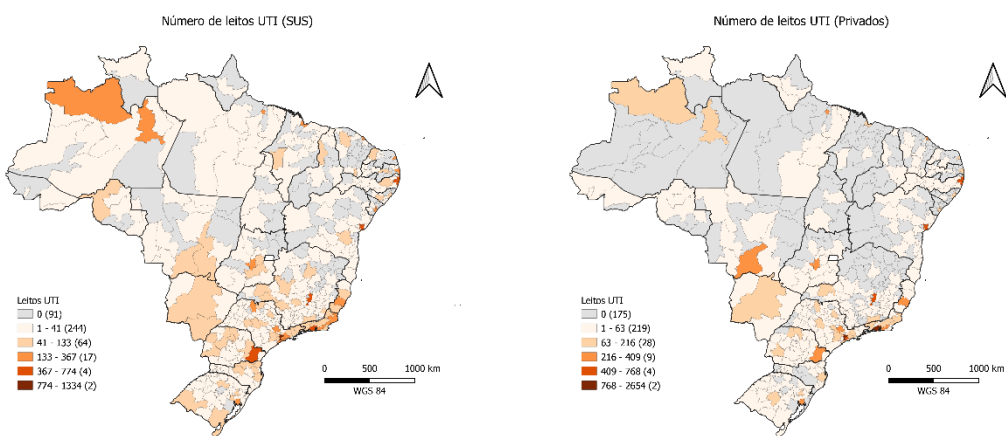 Número de leitos UTI (SUS)
Leitos UTI
0 (91)
1 - 41 (244)
41 - 133 (64)
133 - 367 (17)
367 - 774 (4)
774 - 1334 (2)
0 500 1000 km
WGS 84
Número de leitos UTI (Privados)
Leitos UTI
0 (175)
1 - 63 (219)
63 - 216 (28)
216 - 409 (9)
409 - 768 (4)
768 - 2654 (2)
0 500 1000 km
WGS 84